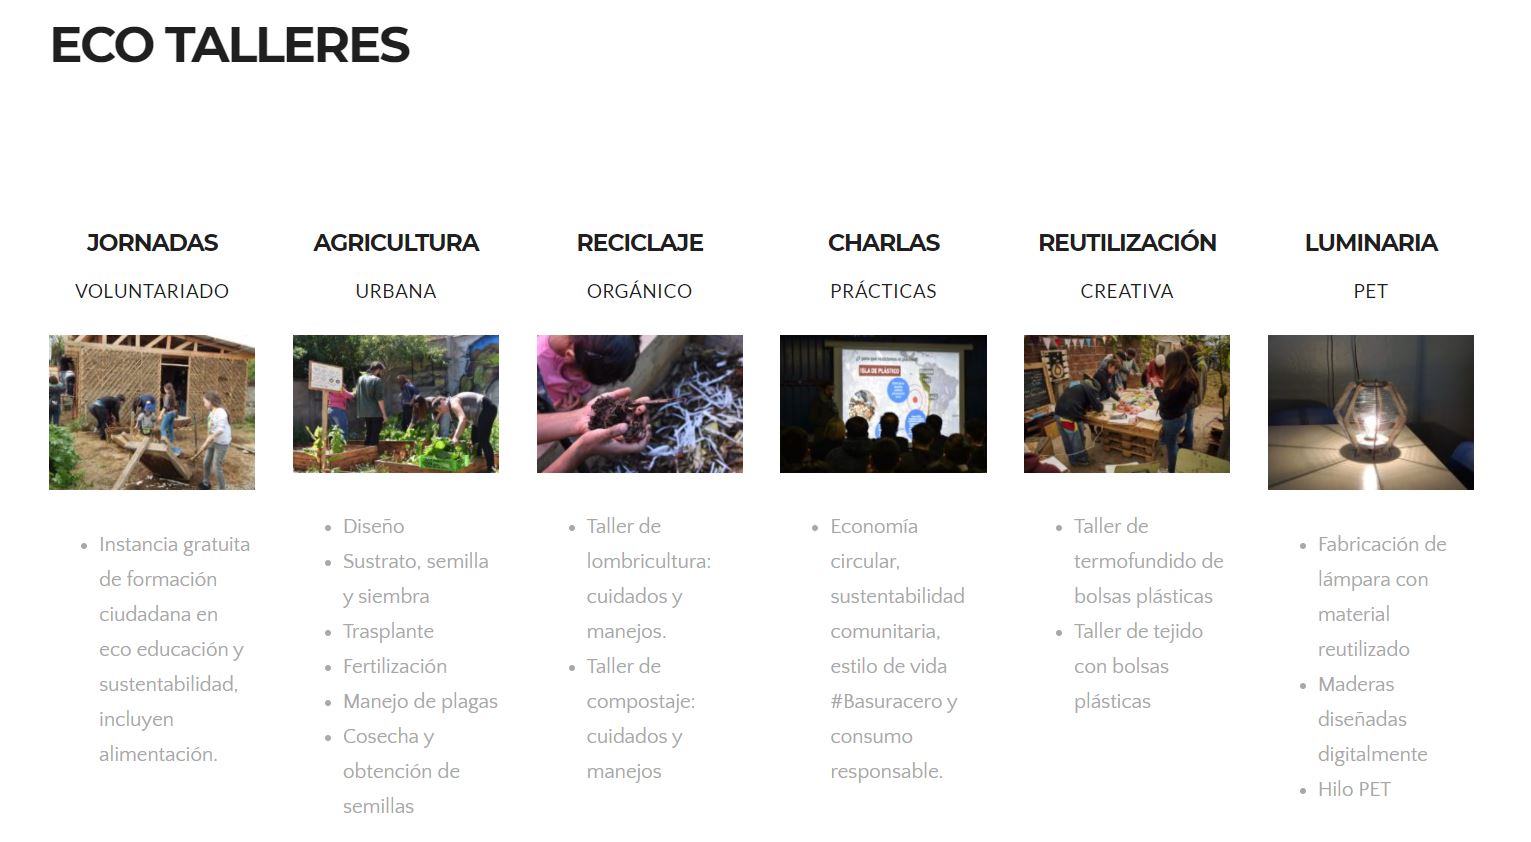 ECO TALLERES
JORNADAS
VOLUNTARIADO
Instancia gratuita
de formación
ciudadana en
eco educación y
sustentabilidad,
incluyen
alimentación.
AGRICULTURA
URBANA
Diseño
Sustrato, semilla
y siembra
Trasplante
Fertilización
Manejo de plagas
Cosecha y
obtención de
semillas
RECICLAJE
ORGÁNICO
Taller de
lombricultura:
cuidados y
manejos.
Taller de
compostaje:
cuidados y
manejos
CHARLAS
PRÁCTICAS
ISLA DE PLÁSTICO
Economía
circular,
sustentabilidad
comunitaria,
estilo de vida
#Basuracero y
consumo
responsable.
REUTILIZACIÓN
CREATIVA
Taller de
termofundido de
bolsas plásticas
Taller de tejido
con bolsas
plásticas
LUMINARIA
PET
Fabricación de
lámpara con
material
reutilizado
Maderas
diseñadas
digitalmente
Hilo PET